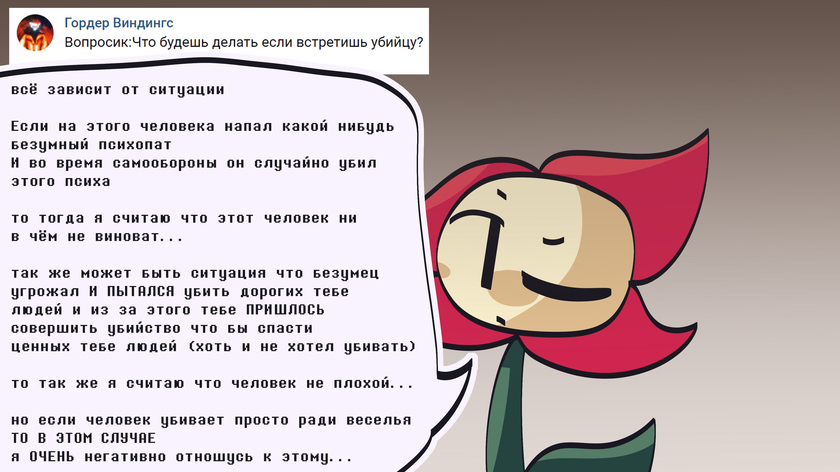 Гордер Виндингс
Вопросик:Что будешь делать если встретишь убийцу?
всё зависит от ситуации
Если на этого человека напал какой нибудь
безумный психопат
И во время самообороны он случайно убил
этого психа
то тогда я считаю что этот человек ни
в чём не виноват...
так же может быть ситуация что безумец
угрожал И ПЫТАЛСЯ убить дорогих тебе
людей и из за этого тебе ПРИШЛОСЬ
совершить убийство что бы спасти
ценных тебе людей (хоть и не хотел убивать)
то так же я считаю что человек не плохой...
но если человек убивает просто ради веселья
ТО В ЭТОМ СЛУЧАЕ
я ОЧЕНЬ негативно отношусь к этому...